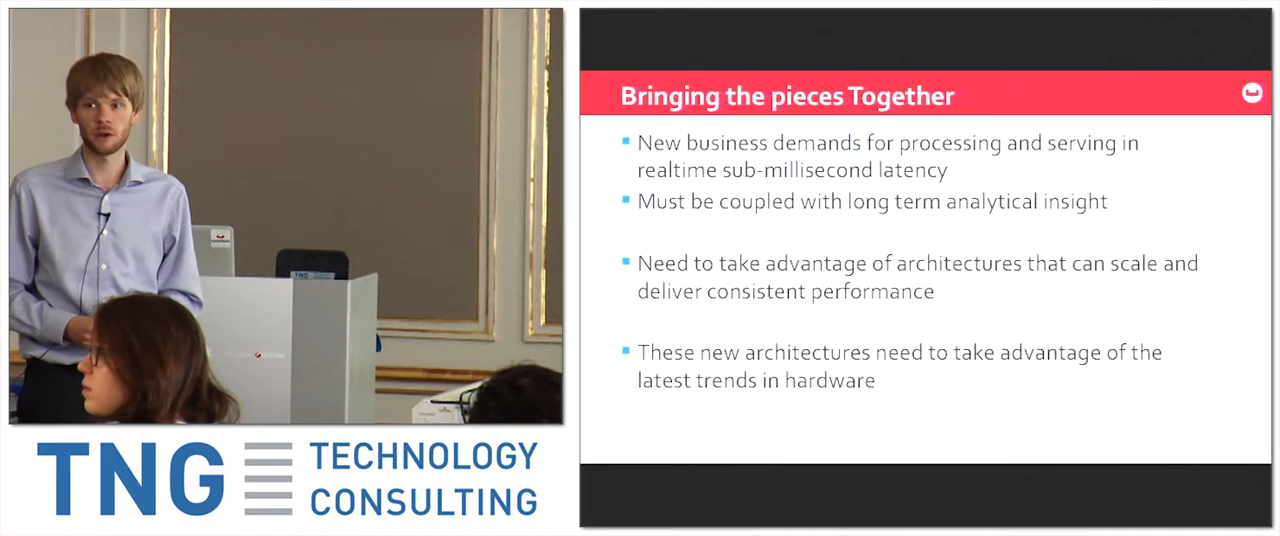 Bringing the pieces Together
New business demands for processing and serving in
realtime sub-millisecond latency
Must be coupled with long term analytical insight
Need to take advantage of architectures that can scale and
deliver consistent performance
These new architectures need to take advantage of the
latest trends in hardware
TNG
TNG TECHNOLOGY
CONSULTING